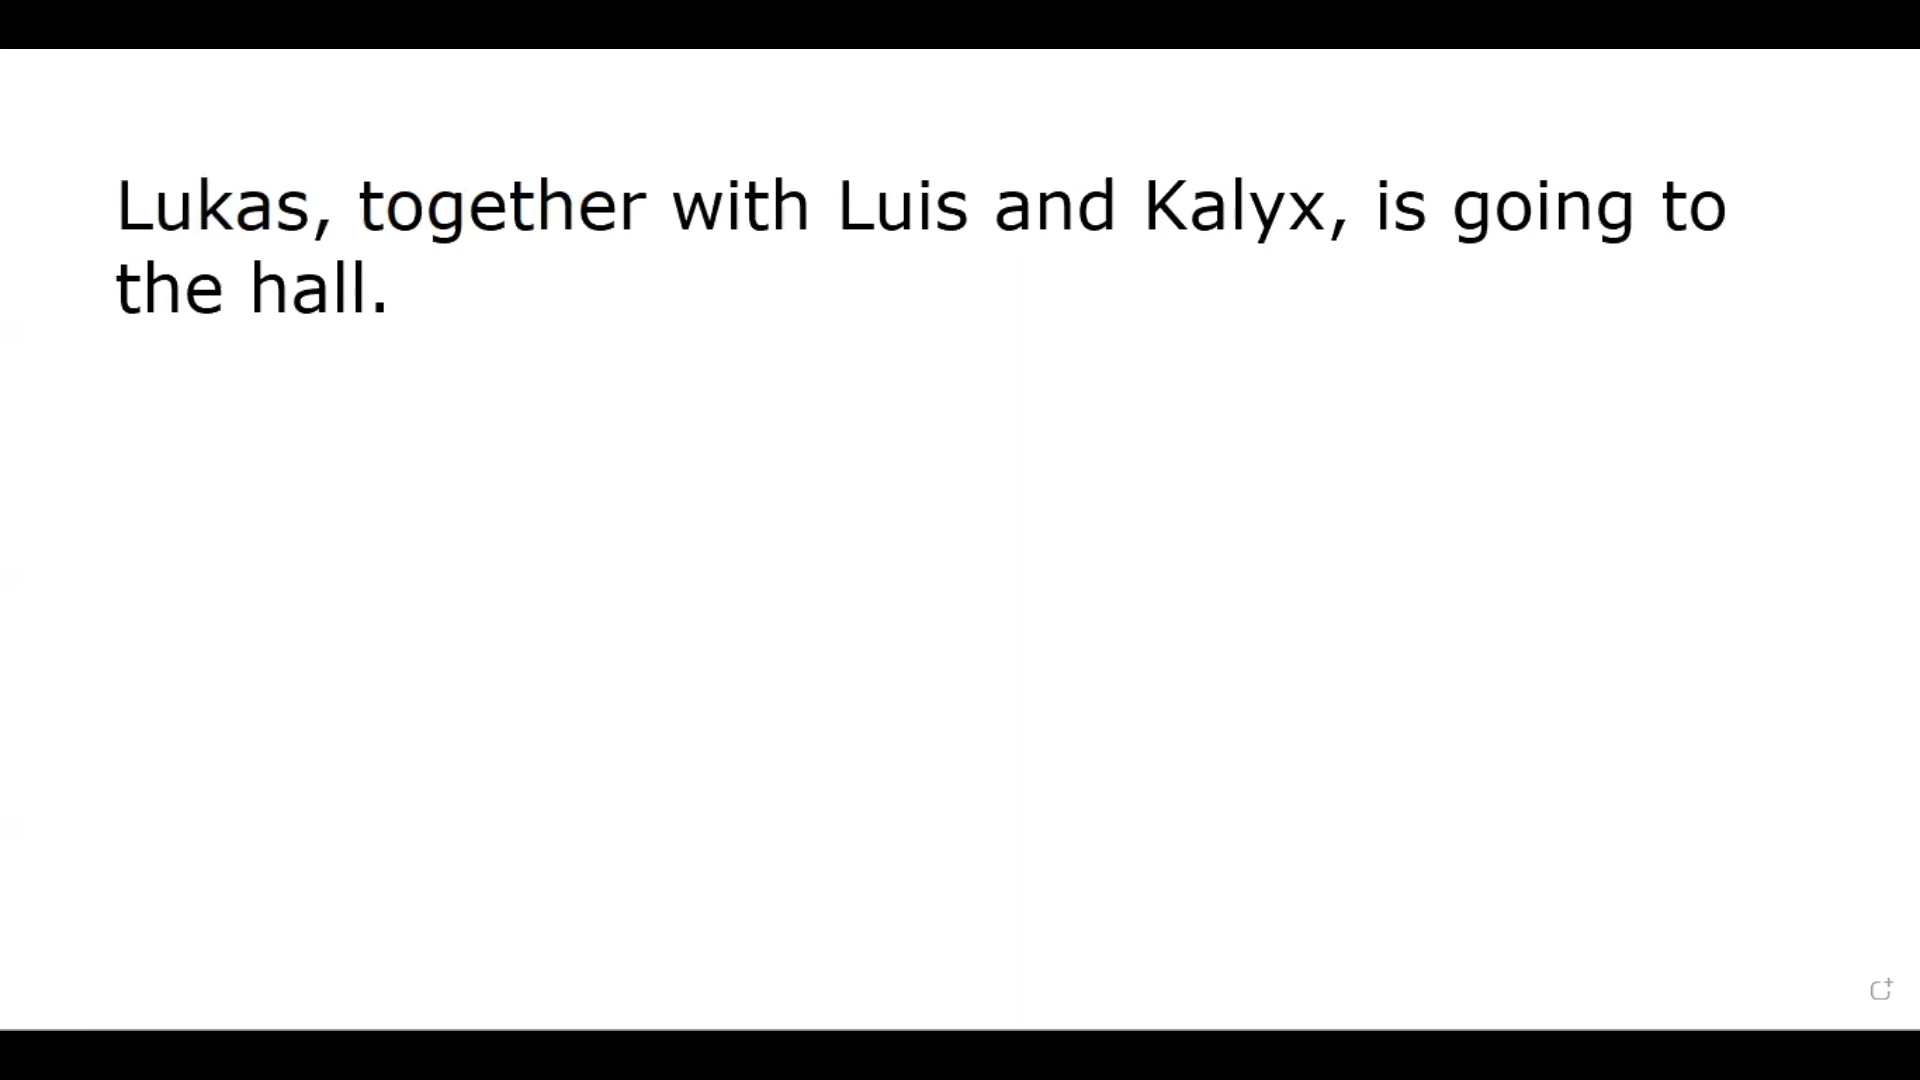 Lukas, together with Luis and Kalyx, is going to
the hall.